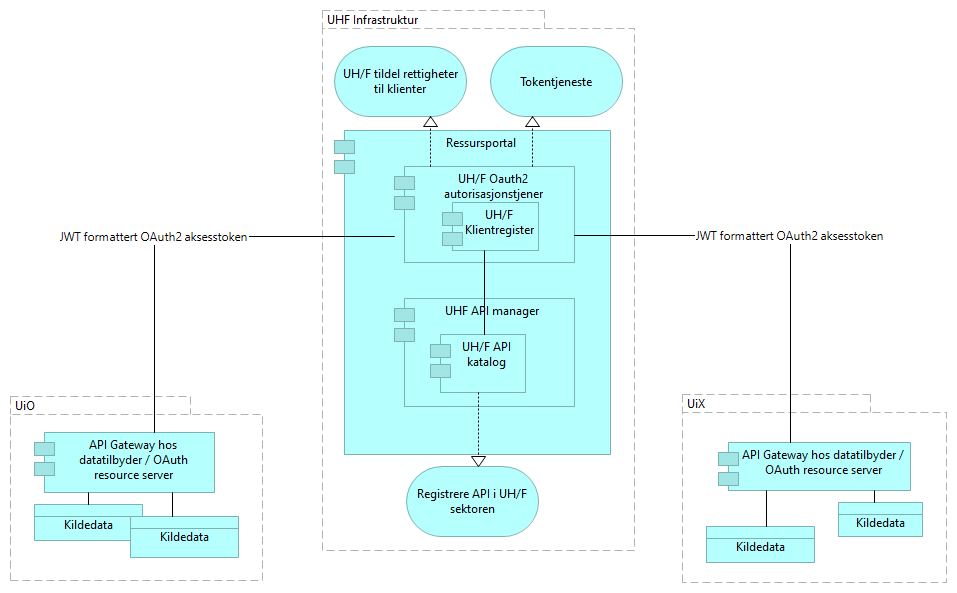 UHF Infrastruktur
UH/F tildel rettigheter
til klienter
Tokentjeneste
Ressursportal
UH/F Oauth2
autorisasjonstjener
UH/F
Klientregister
JWT formattert OAuth2 aksesstoken
JWT formattert OAuth2 aksesstoken
UHF API manager
UH/F API
katalog
UiO
API Gateway hos
datatilbyder / OAuth
resource server
Kildedata
Kildedata
Registrere API i UH/F
sektoren
UiX
API Gateway hos datatilbyder /
OAuth resource server
Kildedata
Kildedata